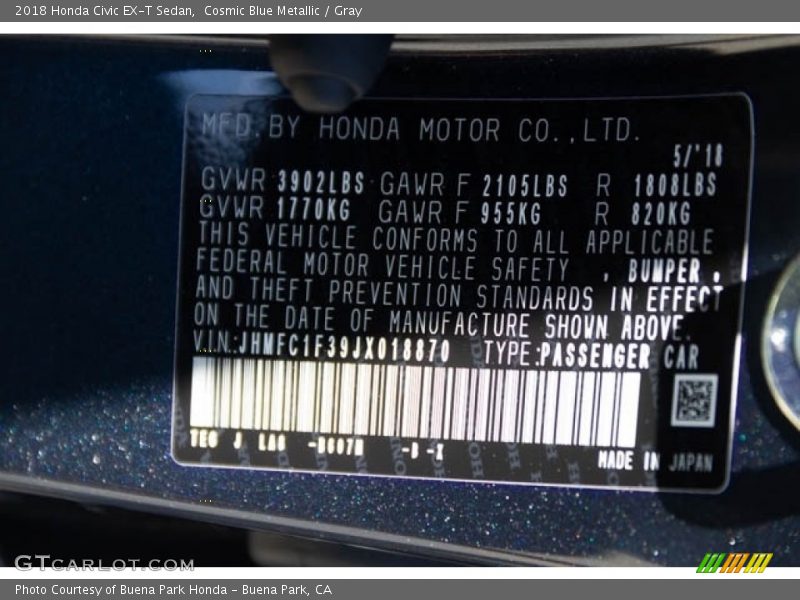 2018 Honda Civic EX-T Sedan, Cosmic Blue Metallic / Gray
MFD. BY HONDA MOTOR CO., LTD.
5/'18
GVWR 3902LBS GAWR F 2105LBS R 1808LBS
GVWR 1770KG GAWR F 955KG R 820KG
THIS VEHICLE CONFORMS TO ALL APPLICABLE
FEDERAL MOTOR VEHICLE SAFETY , BUMPER ,
AND THEFT PREVENTION STANDARDS IN EFFECT
ON THE DATE OF MANUFACTURE SHOWN ABOVE.
V.I.N.:JHMFC1F39JX018870 TYPE:PASSENGER CAR
TEG J LA0 -B607M -B -X
MADE IN JAPAN
GTCARLOT.COM
Photo Courtesy of Buena Park Honda - Buena Park, CA